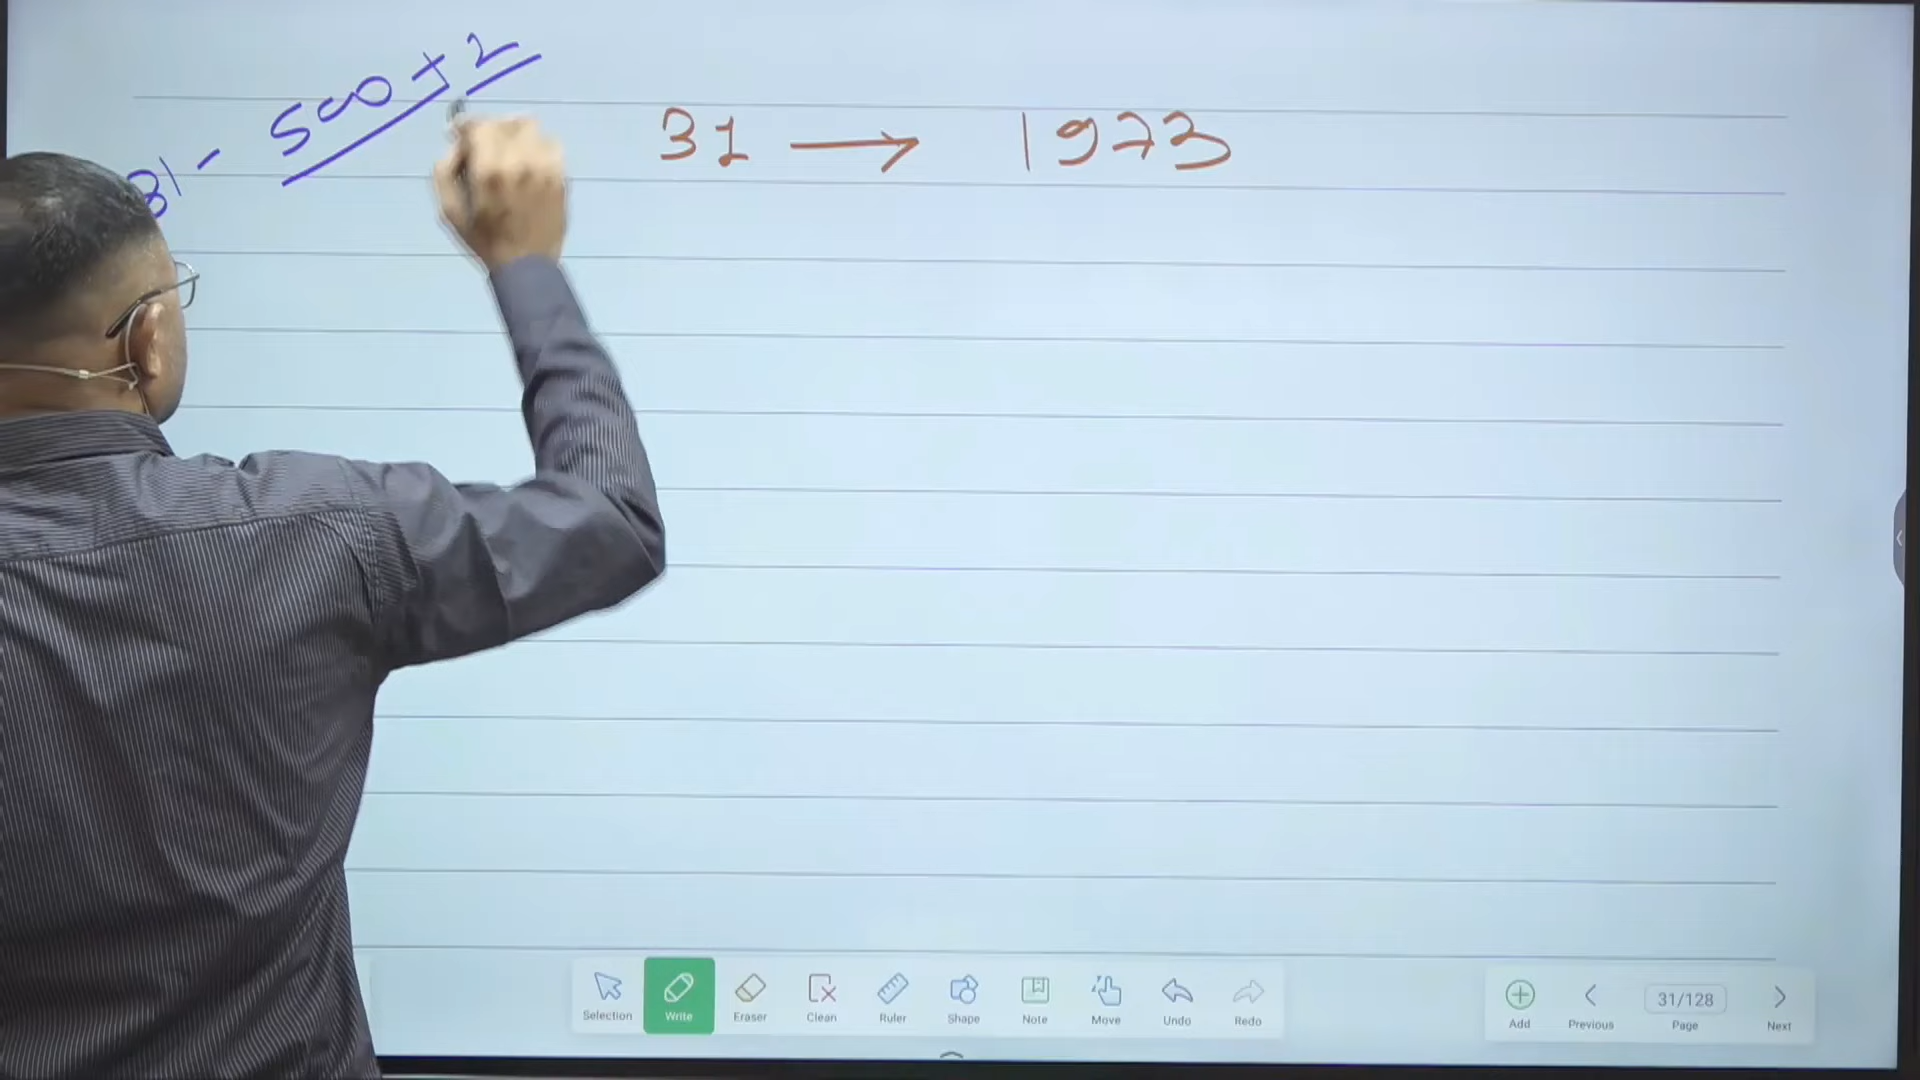 31 - 500+2
31 → 1973
Selection Write Eraser Clean Ruler Shape Note Move Undo Redo
Add Previous 31/128 Page Next